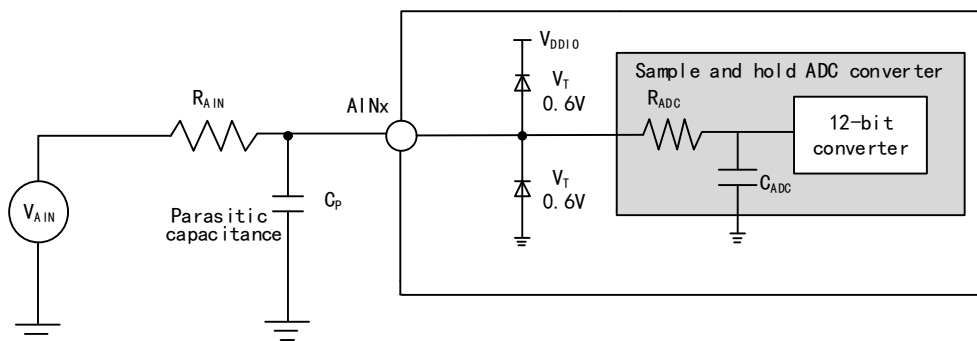 V_DDIO
V_T
0.6V
Sample and hold ADC converter
R_AIN
AINx
R_ADC
12-bit
converter
C_ADC
V_AIN
Parasitic
capacitance
C_P
V_T
0.6V